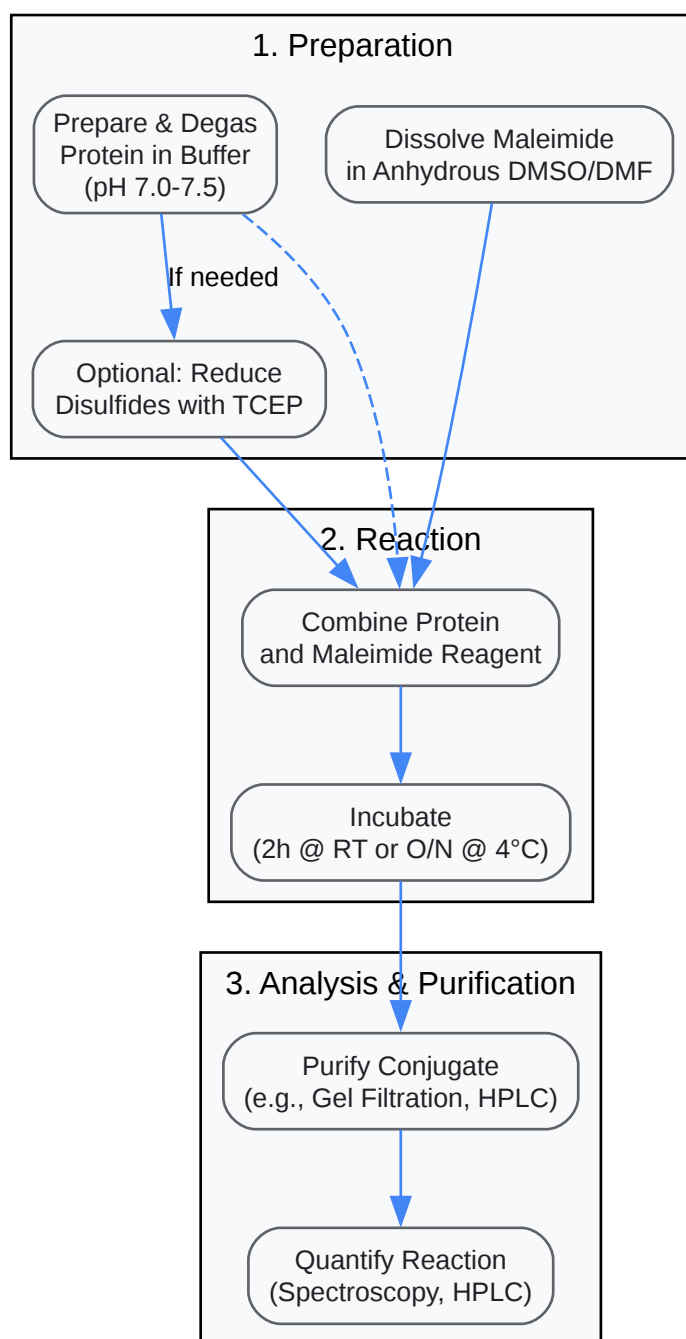 1. Preparation
Prepare & Degas
Protein in Buffer
(pH 7.0-7.5)
Dissolve Maleimide
in Anhydrous DMSO/DMF
If needed
Optional: Reduce
Disulfides with TCEP
2. Reaction
Combine Protein
and Maleimide Reagent
Incubate
(2h @ RT or O/N @ 4°C)
3. Analysis & Purification
Purify Conjugate
(e.g., Gel Filtration, HPLC)
Quantify Reaction
(Spectroscopy, HPLC)